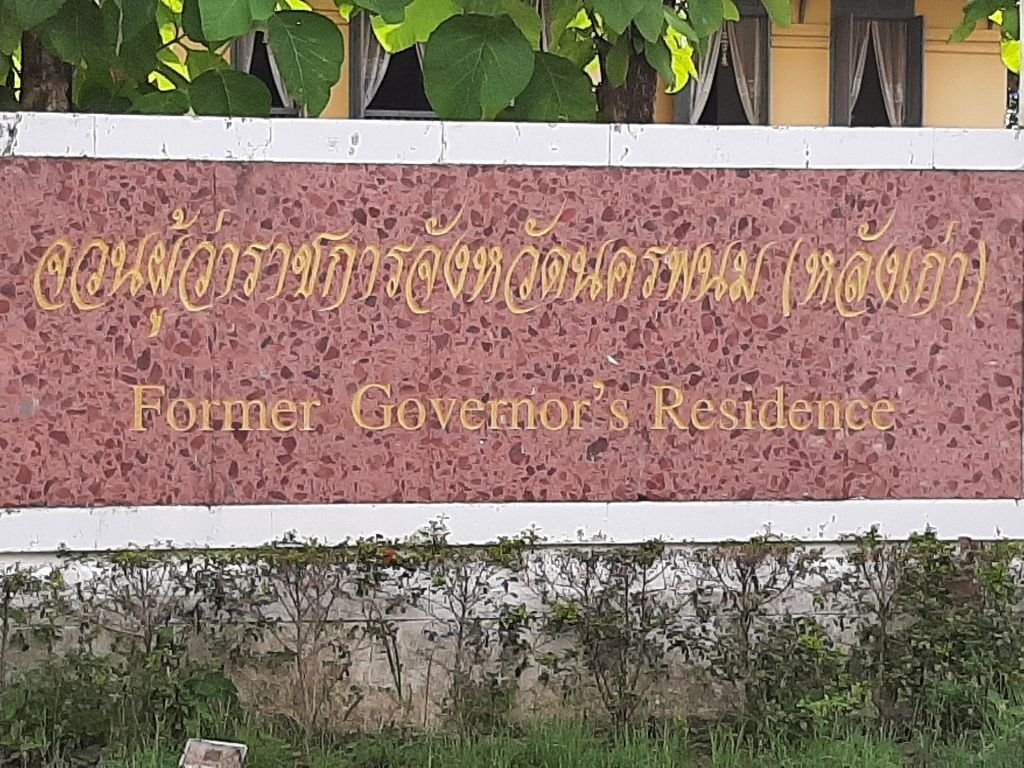 จวนผู้ว่าราชการจังหวัดนครพนม (หลังเก่า)
Former Governor's Residence